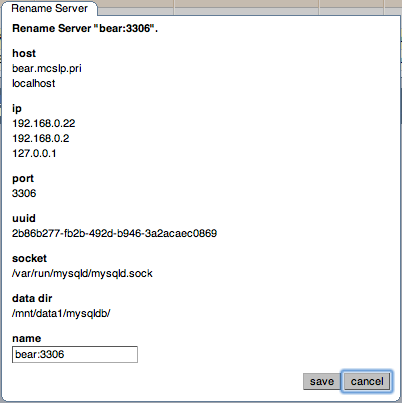 Rename Server
Rename Server "bear:3306".
host
bear.mcslp.pri
localhost
ip
192.168.0.22
192.168.0.2
127.0.0.1
port
3306
uuid
2b86b277-fb2b-492d-b946-3a2acaec0869
socket
/var/run/mysqld/mysqld.sock
data dir
/mnt/data1/mysqldb/
name
bear:3306
save cancel